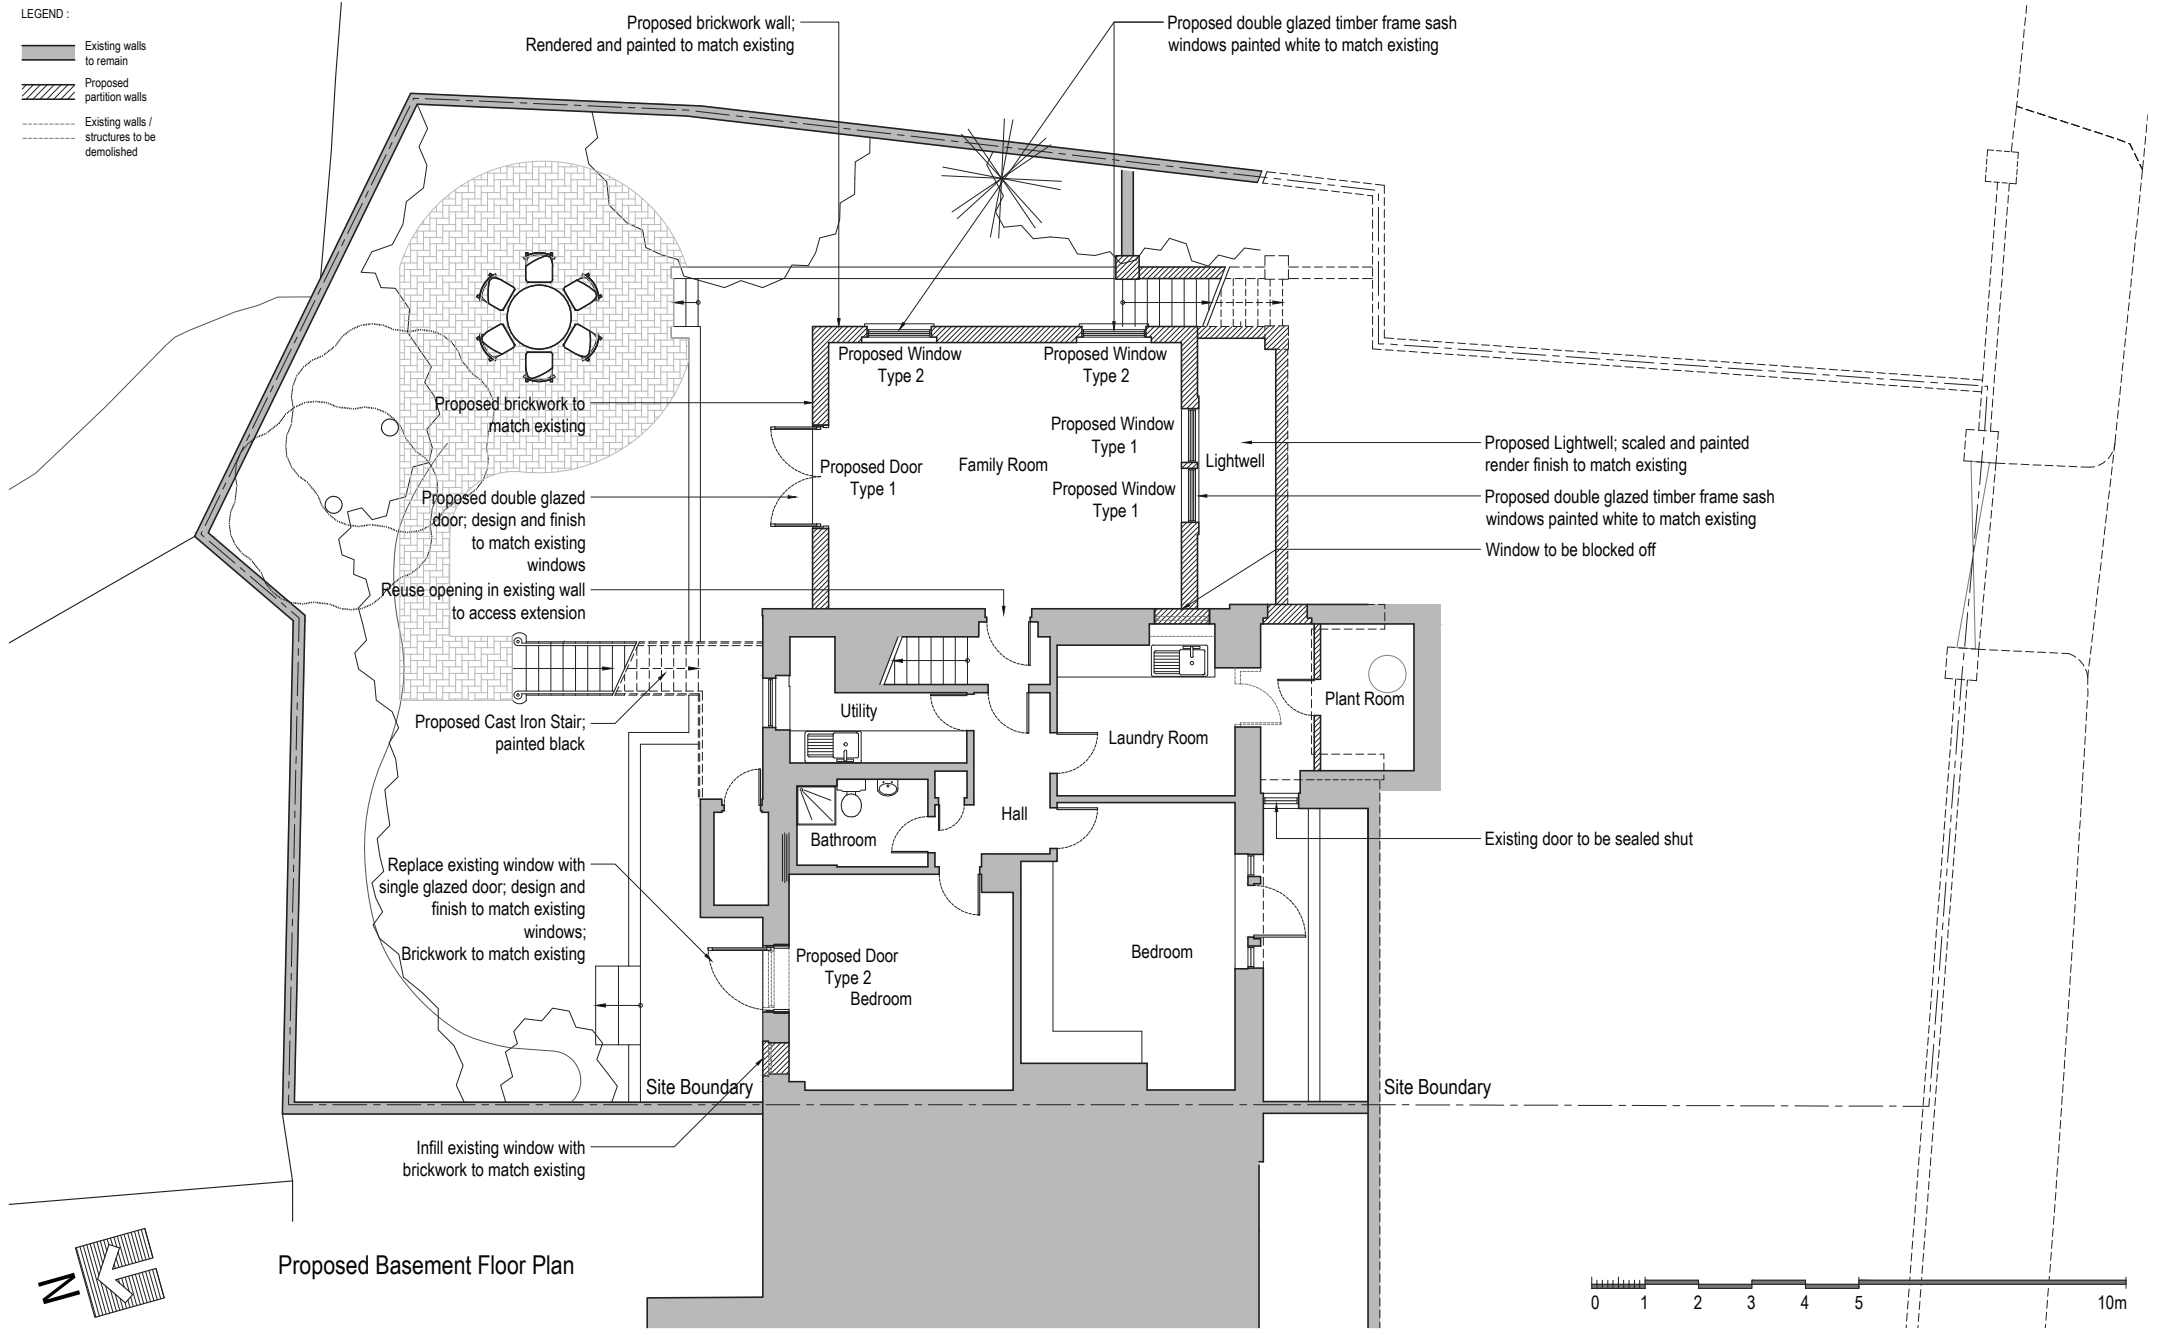 LEGEND :
Existing walls
to remain
Proposed
partition walls
Existing walls /
structures to be
demolished
Proposed brickwork wall;
Rendered and painted to match existing
Proposed double glazed timber frame sash
windows painted white to match existing
Proposed Window
Type 2
Proposed Window
Type 2
Proposed brickwork to
match existing
Proposed Window
Type 1
Proposed Door
Type 1
Family Room
Lightwell
Proposed Lightwell; scaled and painted
render finish to match existing
Proposed Window
Type 1
Proposed double glazed
door; design and finish
to match existing
windows
Proposed double glazed timber frame sash
windows painted white to match existing
Window to be blocked off
Reuse opening in existing wall
to access extension
Proposed Cast Iron Stair;
painted black
Utility
Laundry Room
Plant Room
Hall
Bathroom
Existing door to be sealed shut
Replace existing window with
single glazed door; design and
finish to match existing
windows;
Brickwork to match existing
Proposed Door
Type 2
Bedroom
Bedroom
Site Boundary
Site Boundary
Infill existing window with
brickwork to match existing
N
Proposed Basement Floor Plan
0 1 2 3 4 5 10m